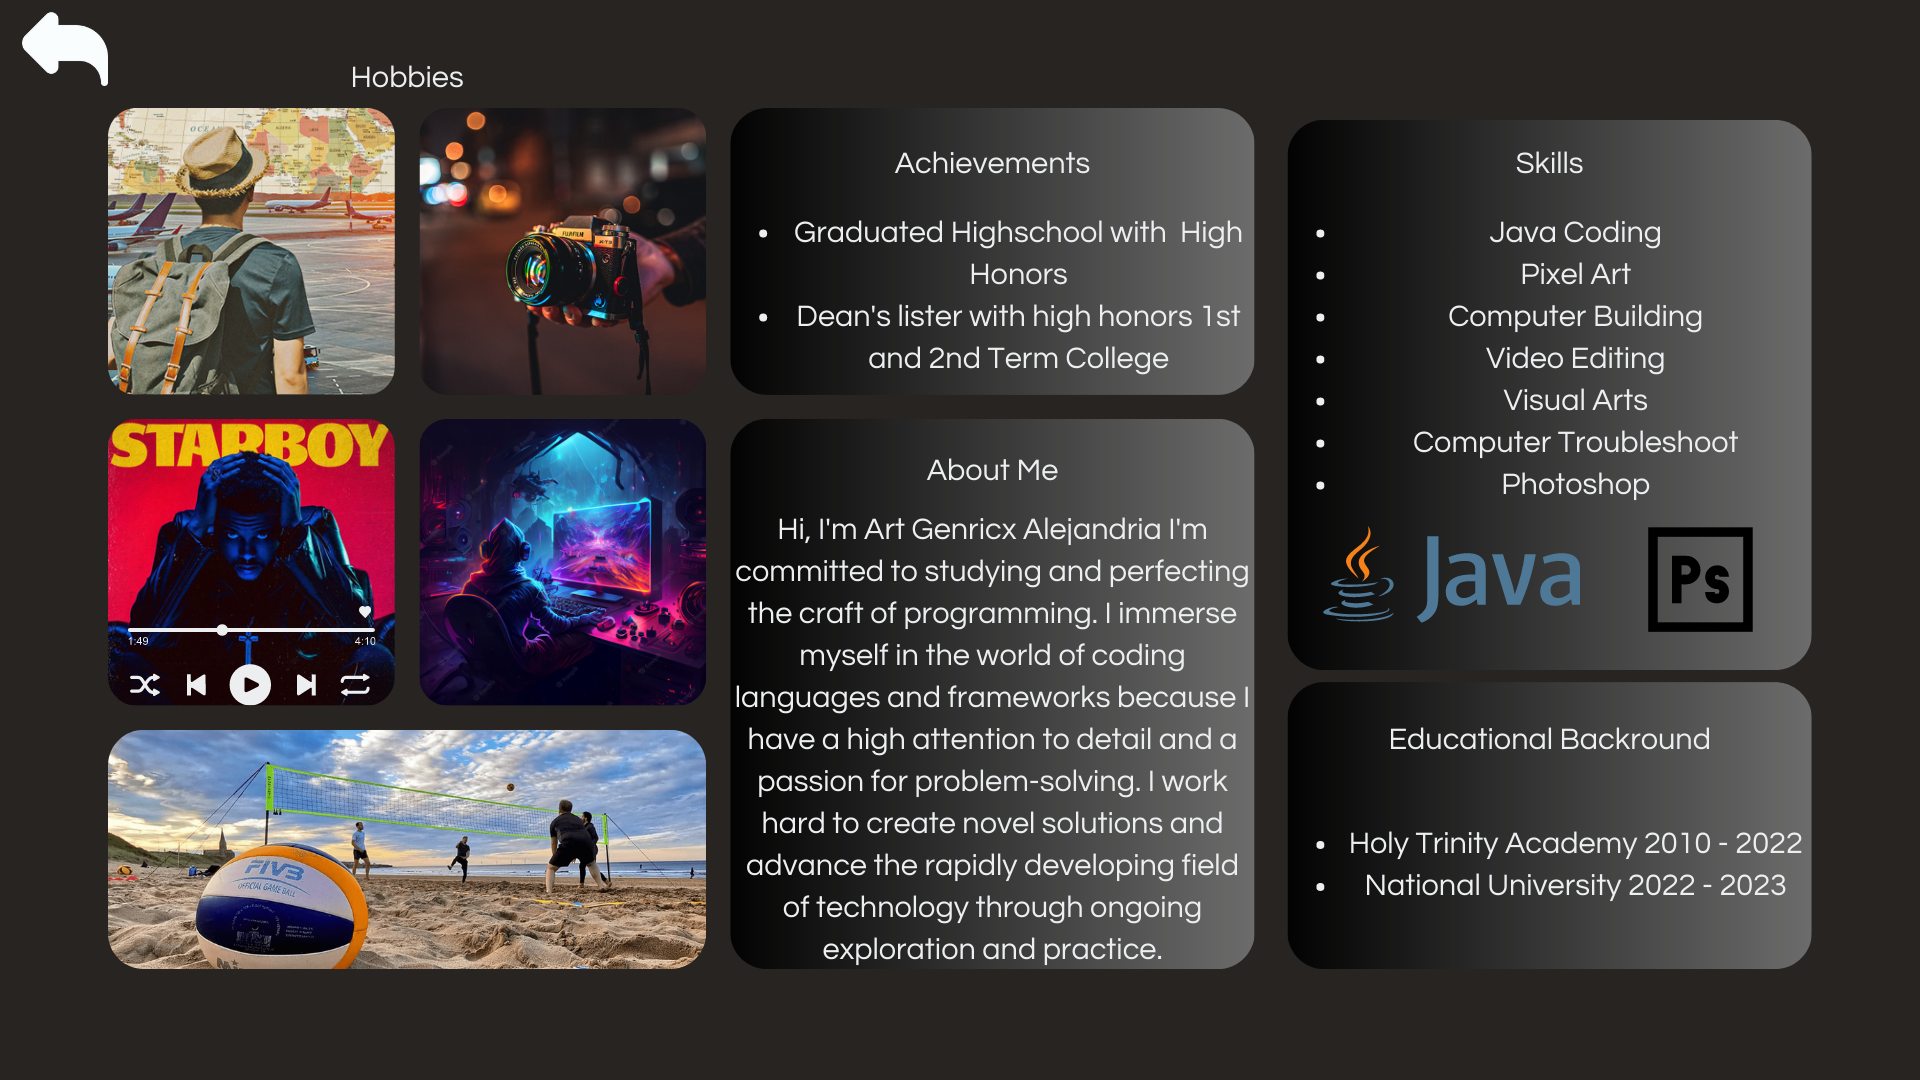 Hobbies
OCEA
FUJIFILM
X-T3
STARBOY
1:49
4:10
FIVB
OFFICIAL GAME BALL
Achievements
• Graduated Highschool with  High
Honors
• Dean's lister with high honors 1st
and 2nd Term College
About Me
Hi, I'm Art Genricx Alejandria I'm
committed to studying and perfecting
the craft of programming. I immerse
myself in the world of coding
languages and frameworks because I
have a high attention to detail and a
passion for problem-solving. I work
hard to create novel solutions and
advance the rapidly developing field
of technology through ongoing
exploration and practice.
Skills
• Java Coding
• Pixel Art
• Computer Building
• Video Editing
• Visual Arts
• Computer Troubleshoot
• Photoshop
Java
Ps
Educational Backround
• Holy Trinity Academy 2010 - 2022
• National University 2022 - 2023